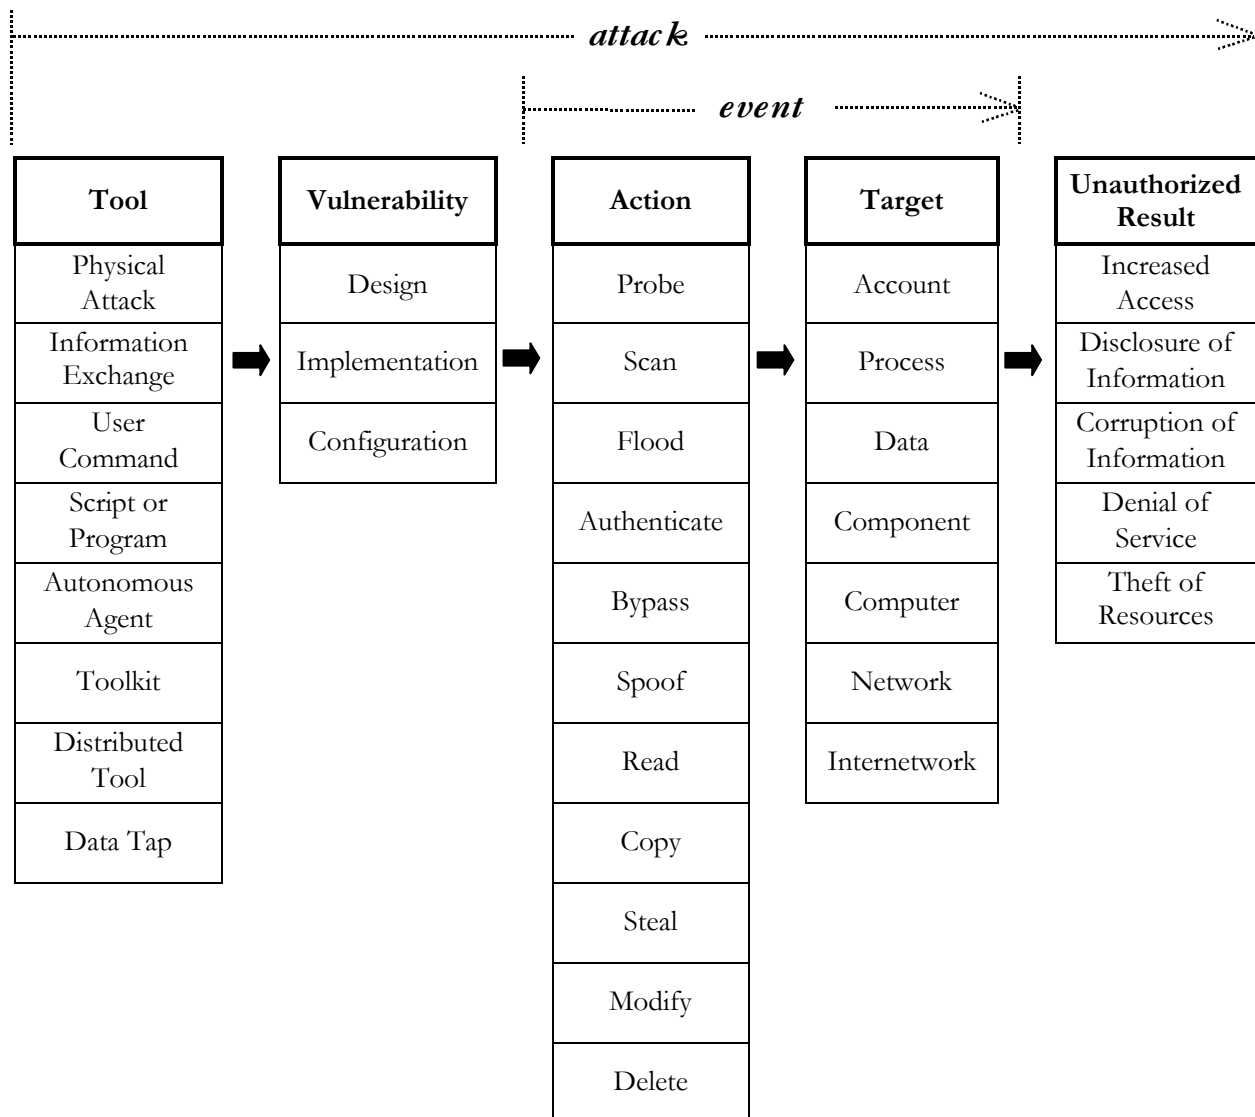 attack
event
Tool
Physical
Attack
Information
Exchange
User
Command
Script or
Program
Autonomous
Agent
Toolkit
Distributed
Tool
Data Tap
Vulnerability
Design
Implementation
Configuration
Action
Probe
Scan
Flood
Authenticate
Bypass
Spoof
Read
Copy
Steal
Modify
Delete
Target
Account
Process
Data
Component
Computer
Network
Internetwork
Unauthorized
Result
Increased
Access
Disclosure of
Information
Corruption of
Information
Denial of
Service
Theft of
Resources